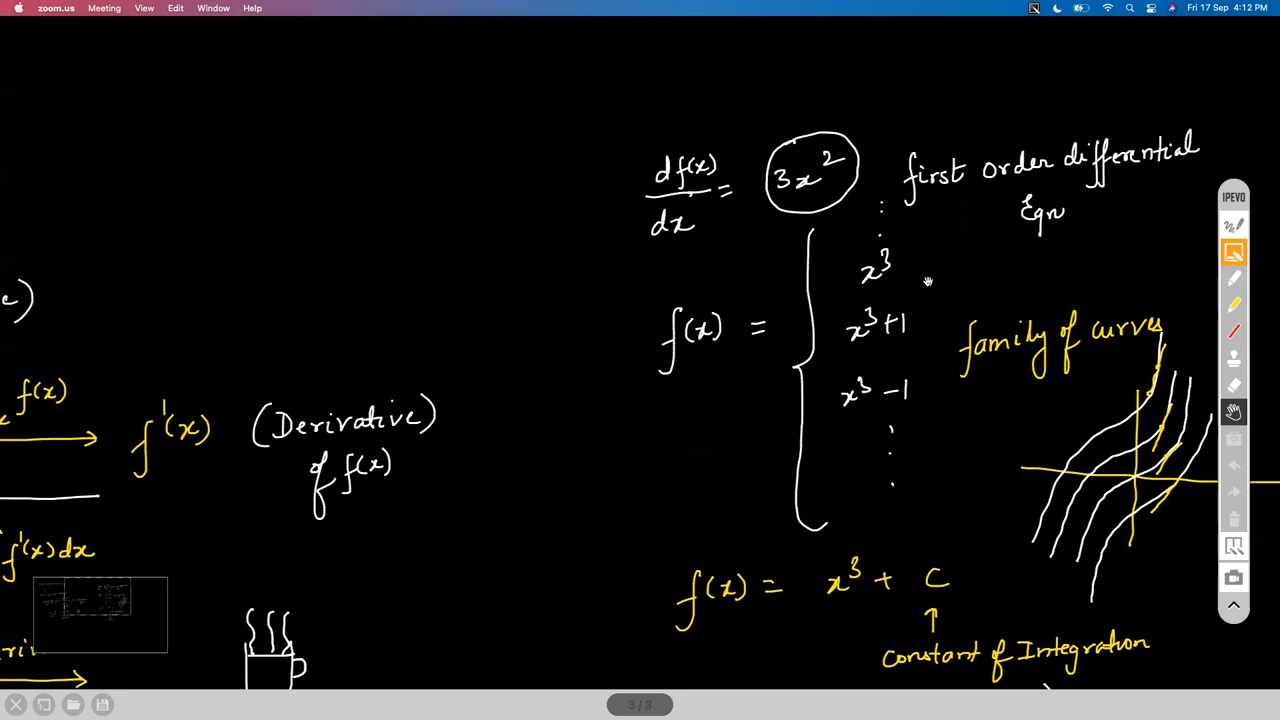 zoom.us Meeting View Edit Window Help
Fri 17 Sep 4:12 PM
df(x)/dx = 3x² first order differential
Eqn
x³
f(x) = x³+1
x³ -1
family of curves
IPEVO
f(x)
f'(x) (Derivative)
of f(x)
f'(x)dx
f(x) = x³ + C
↑
Constant of Integration
3 / 3